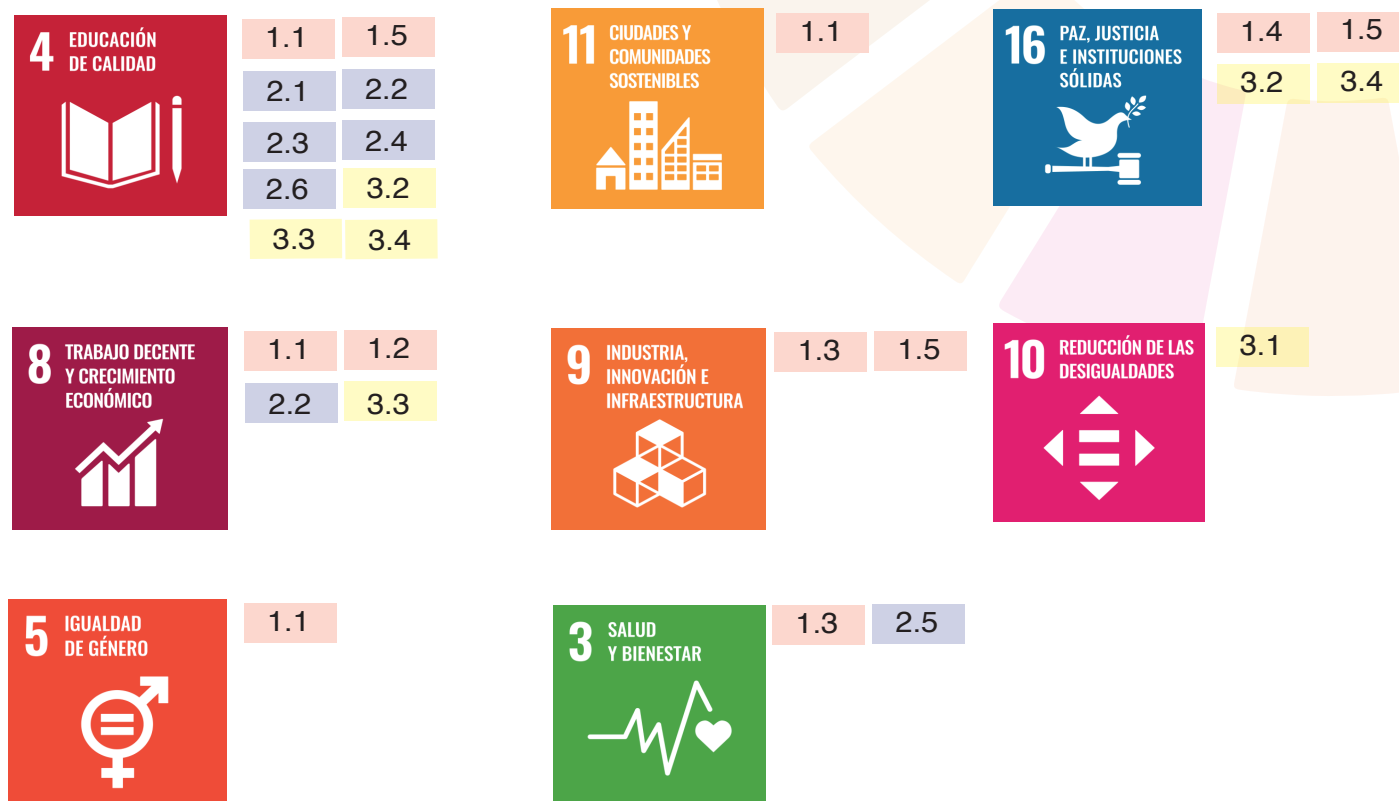 4 EDUCACIÓN
DE CALIDAD
1.1 1.5
2.1 2.2
2.3 2.4
2.6 3.2
3.3 3.4
11 CIUDADES Y
COMUNIDADES
SOSTENIBLES
1.1
16 PAZ, JUSTICIA
E INSTITUCIONES
SÓLIDAS
1.4 1.5
3.2 3.4
8 TRABAJO DECENTE
Y CRECIMIENTO
ECONÓMICO
1.1 1.2
2.2 3.3
9 INDUSTRIA,
INNOVACIÓN E
INFRAESTRUCTURA
1.3 1.5
10 REDUCCIÓN DE LAS
DESIGUALDADES
3.1
5 IGUALDAD
DE GÉNERO
1.1
3 SALUD
Y BIENESTAR
1.3 2.5